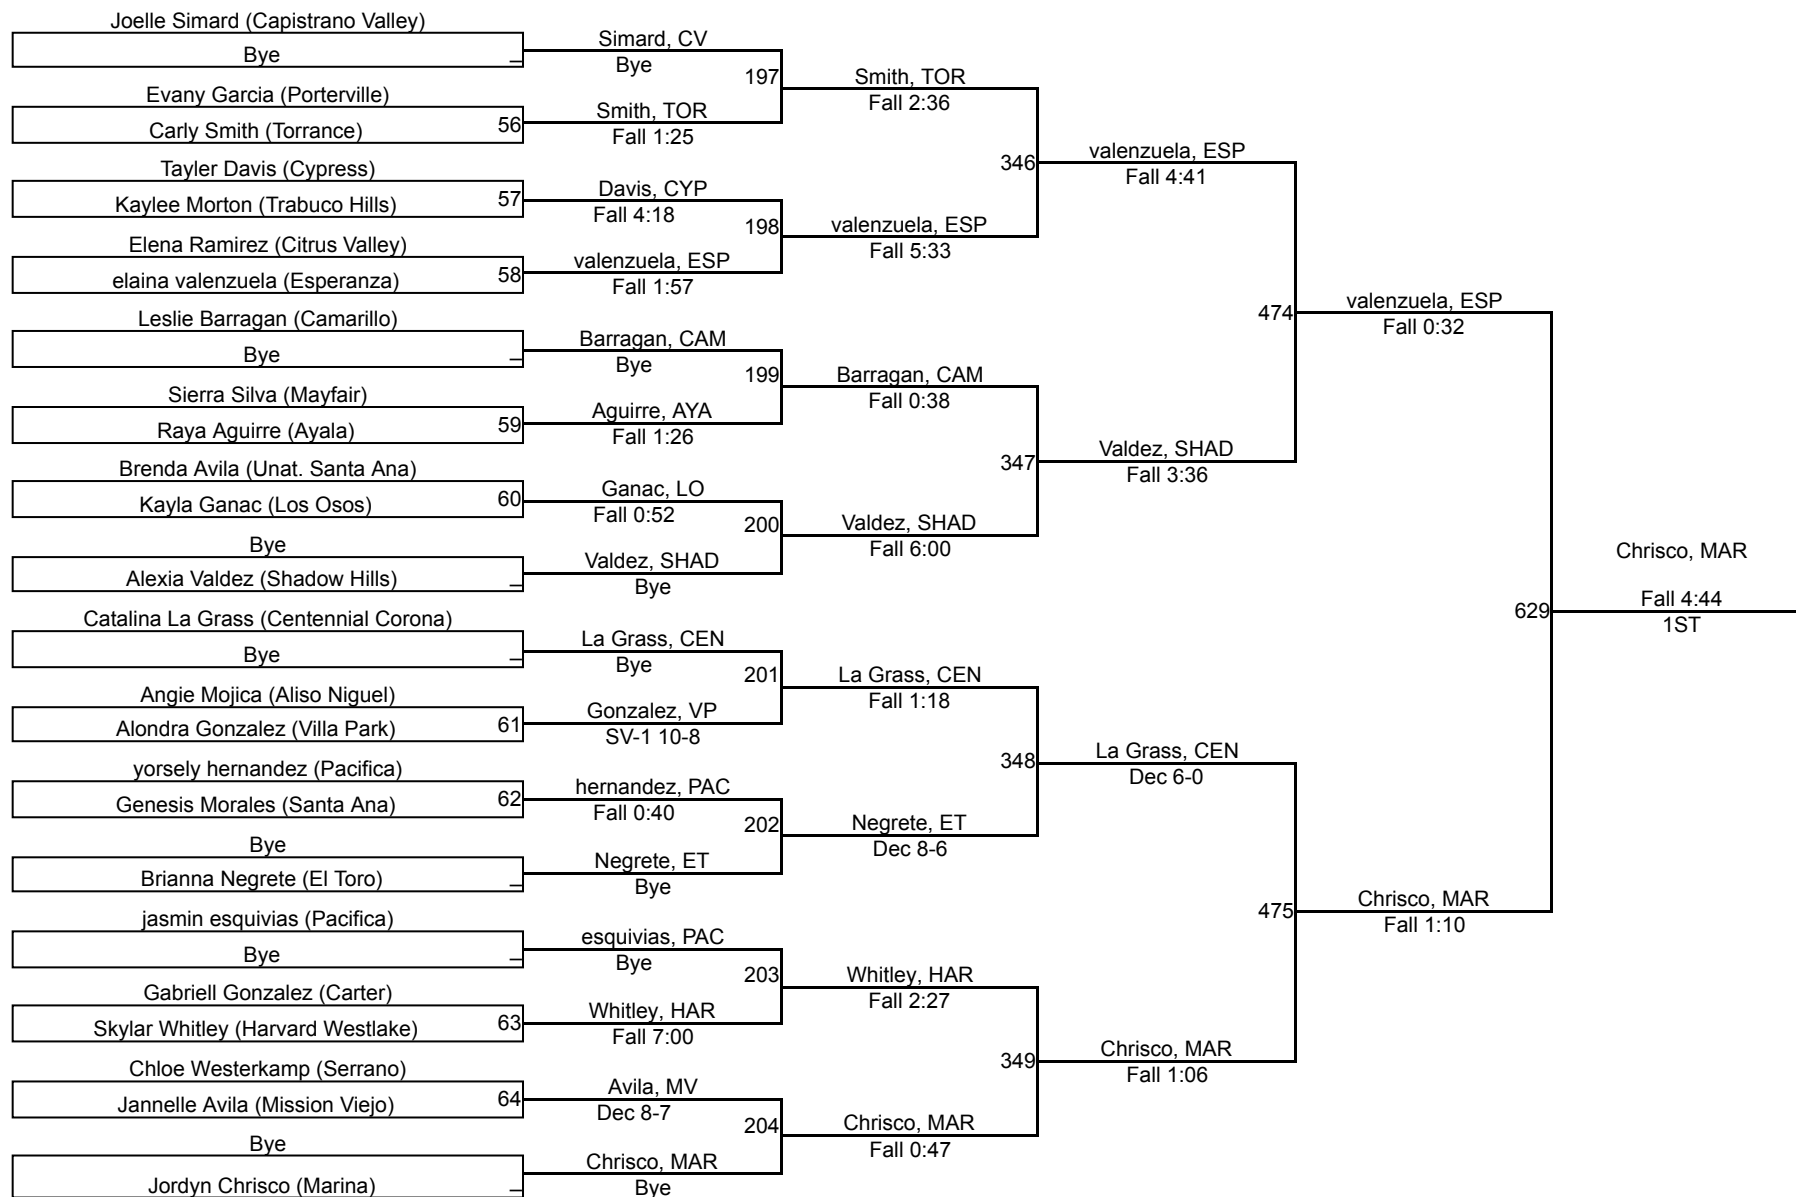 Joelle Simard (Capistrano Valley)
Bye
Evany Garcia (Porterville)
Carly Smith (Torrance) 56
Tayler Davis (Cypress)
Kaylee Morton (Trabuco Hills) 57
Elena Ramirez (Citrus Valley)
elaina valenzuela (Esperanza) 58
Leslie Barragan (Camarillo)
Bye
Sierra Silva (Mayfair)
Raya Aguirre (Ayala) 59
Brenda Avila (Unat. Santa Ana)
Kayla Ganac (Los Osos) 60
Bye
Alexia Valdez (Shadow Hills)
Catalina La Grass (Centennial Corona)
Bye
Angie Mojica (Aliso Niguel)
Alondra Gonzalez (Villa Park) 61
yorsely hernandez (Pacifica)
Genesis Morales (Santa Ana) 62
Bye
Brianna Negrete (El Toro)
jasmin esquivias (Pacifica)
Bye
Gabriell Gonzalez (Carter)
Skylar Whitley (Harvard Westlake) 63
Chloe Westerkamp (Serrano)
Jannelle Avila (Mission Viejo) 64
Bye
Jordyn Chrisco (Marina)
Simard, CV
Bye
197
Smith, TOR
Fall 1:25
Davis, CYP
Fall 4:18
198
valenzuela, ESP
Fall 1:57
Barragan, CAM
Bye
199
Aguirre, AYA
Fall 1:26
Ganac, LO
Fall 0:52
200
Valdez, SHAD
Bye
La Grass, CEN
Bye
201
Gonzalez, VP
SV-1 10-8
hernandez, PAC
Fall 0:40
202
Negrete, ET
Bye
esquivias, PAC
Bye
203
Whitley, HAR
Fall 7:00
Avila, MV
Dec 8-7
204
Chrisco, MAR
Bye
Smith, TOR
Fall 2:36
346
valenzuela, ESP
Fall 5:33
Barragan, CAM
Fall 0:38
347
Valdez, SHAD
Fall 6:00
La Grass, CEN
Fall 1:18
348
Negrete, ET
Dec 8-6
Whitley, HAR
Fall 2:27
349
Chrisco, MAR
Fall 0:47
valenzuela, ESP
Fall 4:41
474
Valdez, SHAD
Fall 3:36
La Grass, CEN
Dec 6-0
475
Chrisco, MAR
Fall 1:06
valenzuela, ESP
Fall 0:32
629
Chrisco, MAR
Fall 1:10
Chrisco, MAR
Fall 4:44
1ST